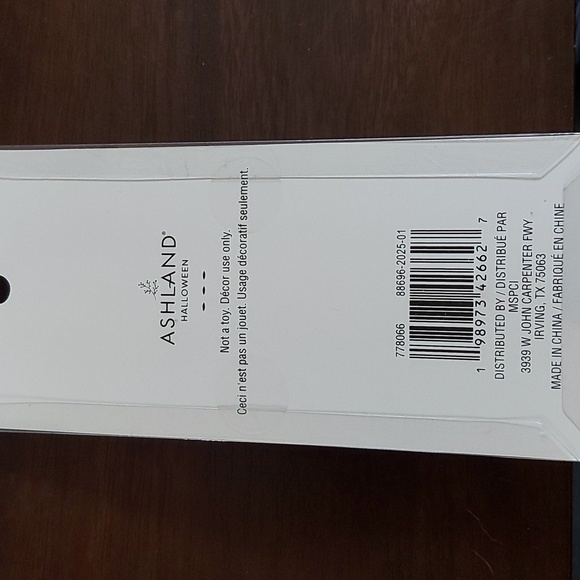 ASHLAND®
HALLOWEEN
Not a toy. Décor use only.
Ceci n'est pas un jouet. Usage décoratif seulement.
778066 88696-2025-01
1 98973 42662 7
DISTRIBUTED BY / DISTRIBUÉ PAR
MSPCI
3939 W JOHN CARPENTER FWY
IRVING, TX 75063
MADE IN CHINA / FABRIQUÉ EN CHINE